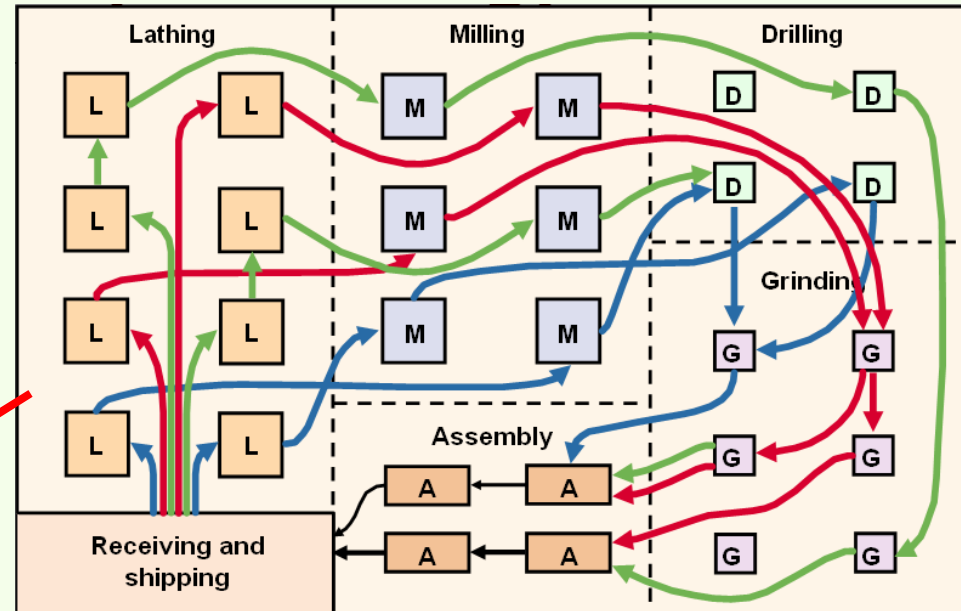 Lathing
Milling
Drilling
L
L
M
M
D
D
L
L
M
M
D
D
Grinding
L
L
M
M
G
G
L
L
Assembly
G
G
A
A
Receiving and
shipping
A
A
G
G